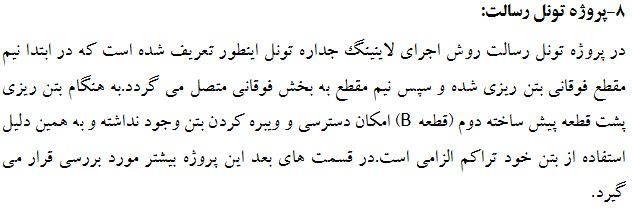 ۸-پروژه تونل رسالت:
در پروژه تونل رسالت روش اجرای لاینینگ جداره تونل اینطور تعریف شده است که در ابتدا نیم
مقطع فوقانی بتن ریزی شده و سپس نیم مقطع به بخش فوقانی متصل می گردد.به هنگام بتن ریزی
پشت قطعه پیش ساخته دوم (قطعه B) امکان دسترسی و ویبره کردن بتن وجود نداشته و به همین دلیل
استفاده از بتن خود تراکم الزامی است.در قسمت های بعد این پروژه بیشتر مورد بررسی قرار می
گیرد.